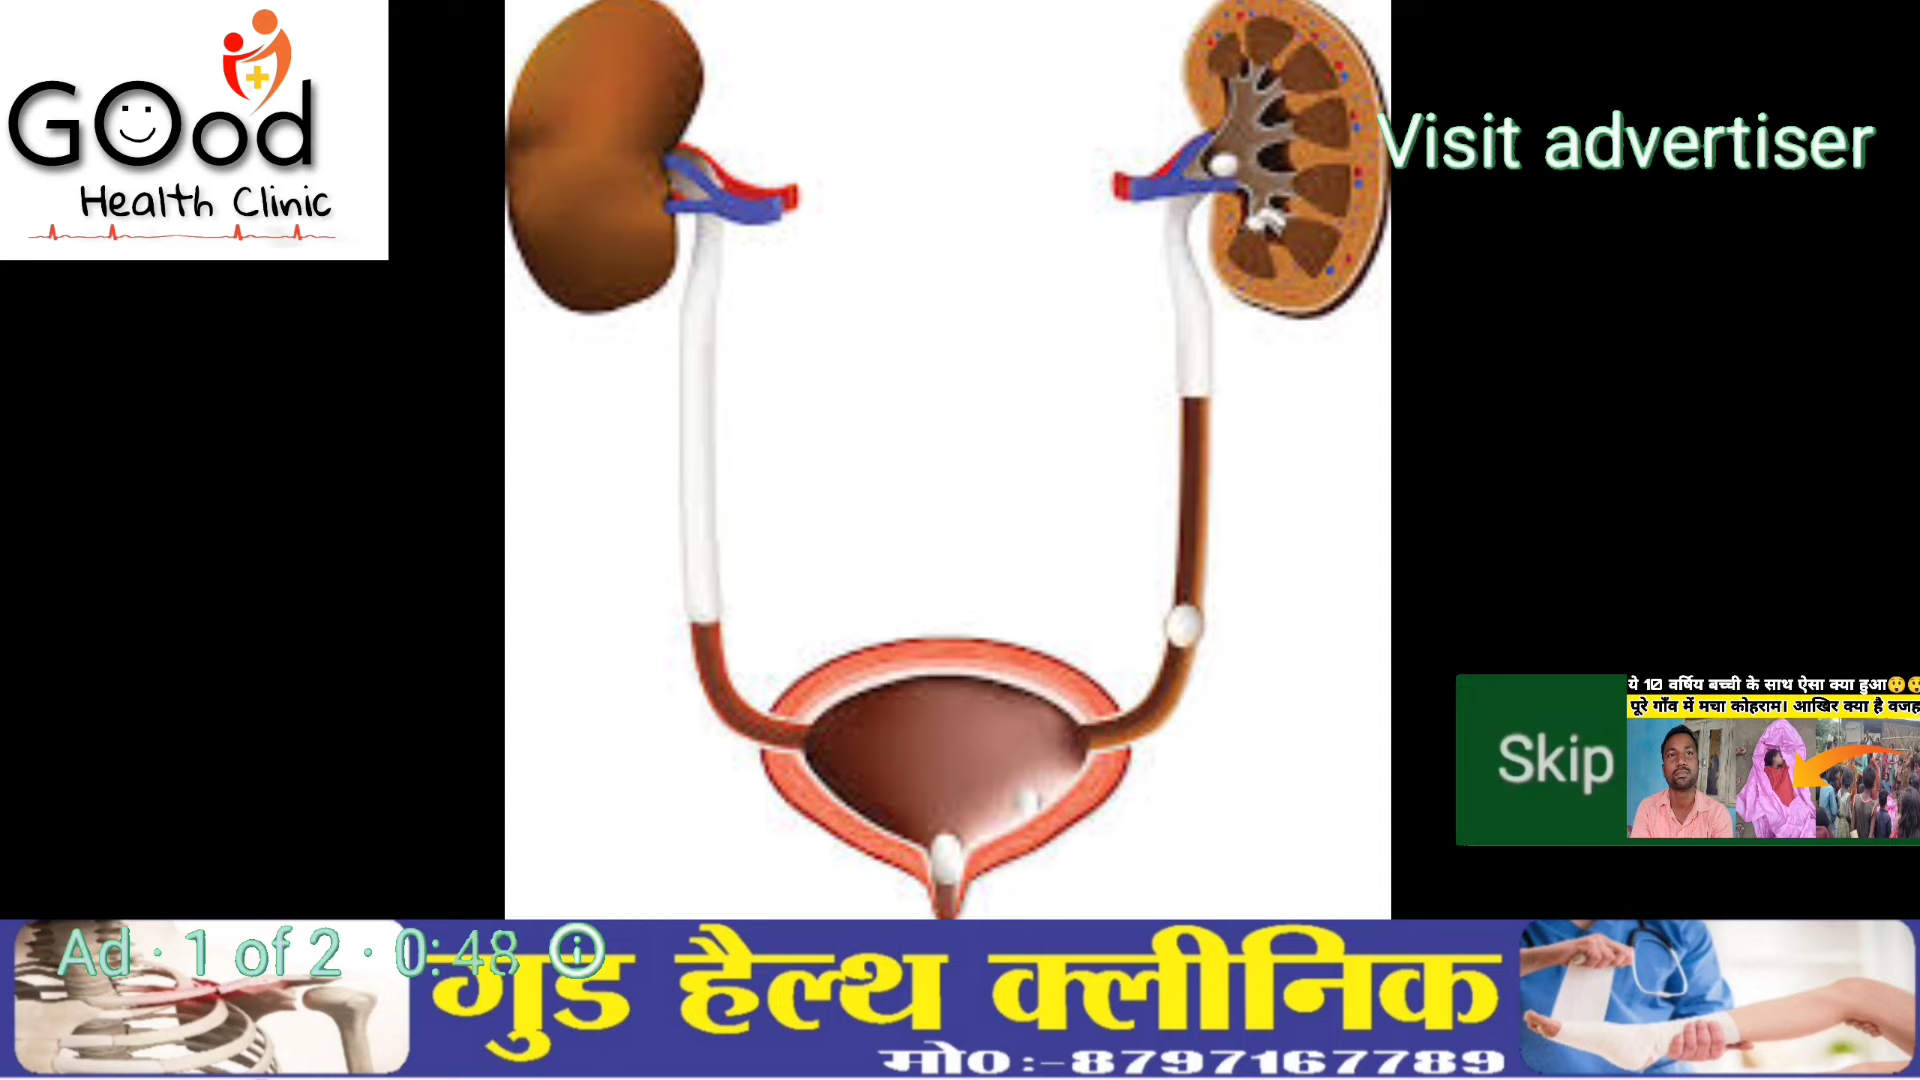 GOod
Health Clinic
Visit advertiser
ये 12 वर्षिय बच्ची के साथ ऐसा क्या हुआ😲😲
पूरे गाँव में मचा कोहराम। आखिर क्या है वजह
Skip
Ad · 1 of 2 · 0:48
गुड हैल्थ क्लीनिक
मो0:-8797167789